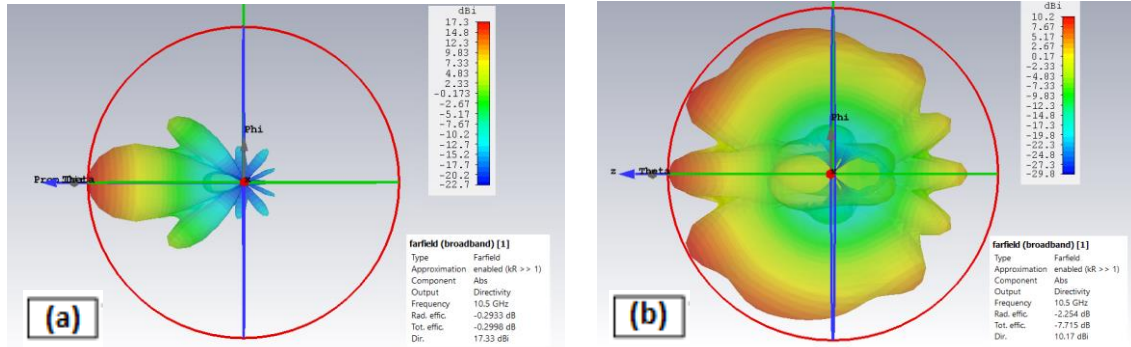 dBi
17.3
14.8
12.3
9.83
7.33
4.83
2.33
-0.173
-2.67
-5.17
-7.67
-10.2
-12.7
-15.2
-17.7
-20.2
-22.7
Phi
Theta
farfield (broadband) [1]
Type Farfield
Approximation enabled (kR >> 1)
Component Abs
Output Directivity
Frequency 10.5 GHz
Rad. effic. -0.2933 dB
Tot. effic. -0.2998 dB
Dir. 17.33 dBi
(a)
dBi
10.2
7.67
5.17
2.67
0.17
-2.33
-4.83
-7.33
-9.83
-12.3
-14.8
-17.3
-19.8
-22.3
-24.8
-27.3
-29.8
Phi
z
Theta
farfield (broadband) [1]
Type Farfield
Approximation enabled (kR >> 1)
Component Abs
Output Directivity
Frequency 10.5 GHz
Rad. effic. -2.254 dB
Tot. effic. -7.715 dB
Dir. 10.17 dBi
(b)